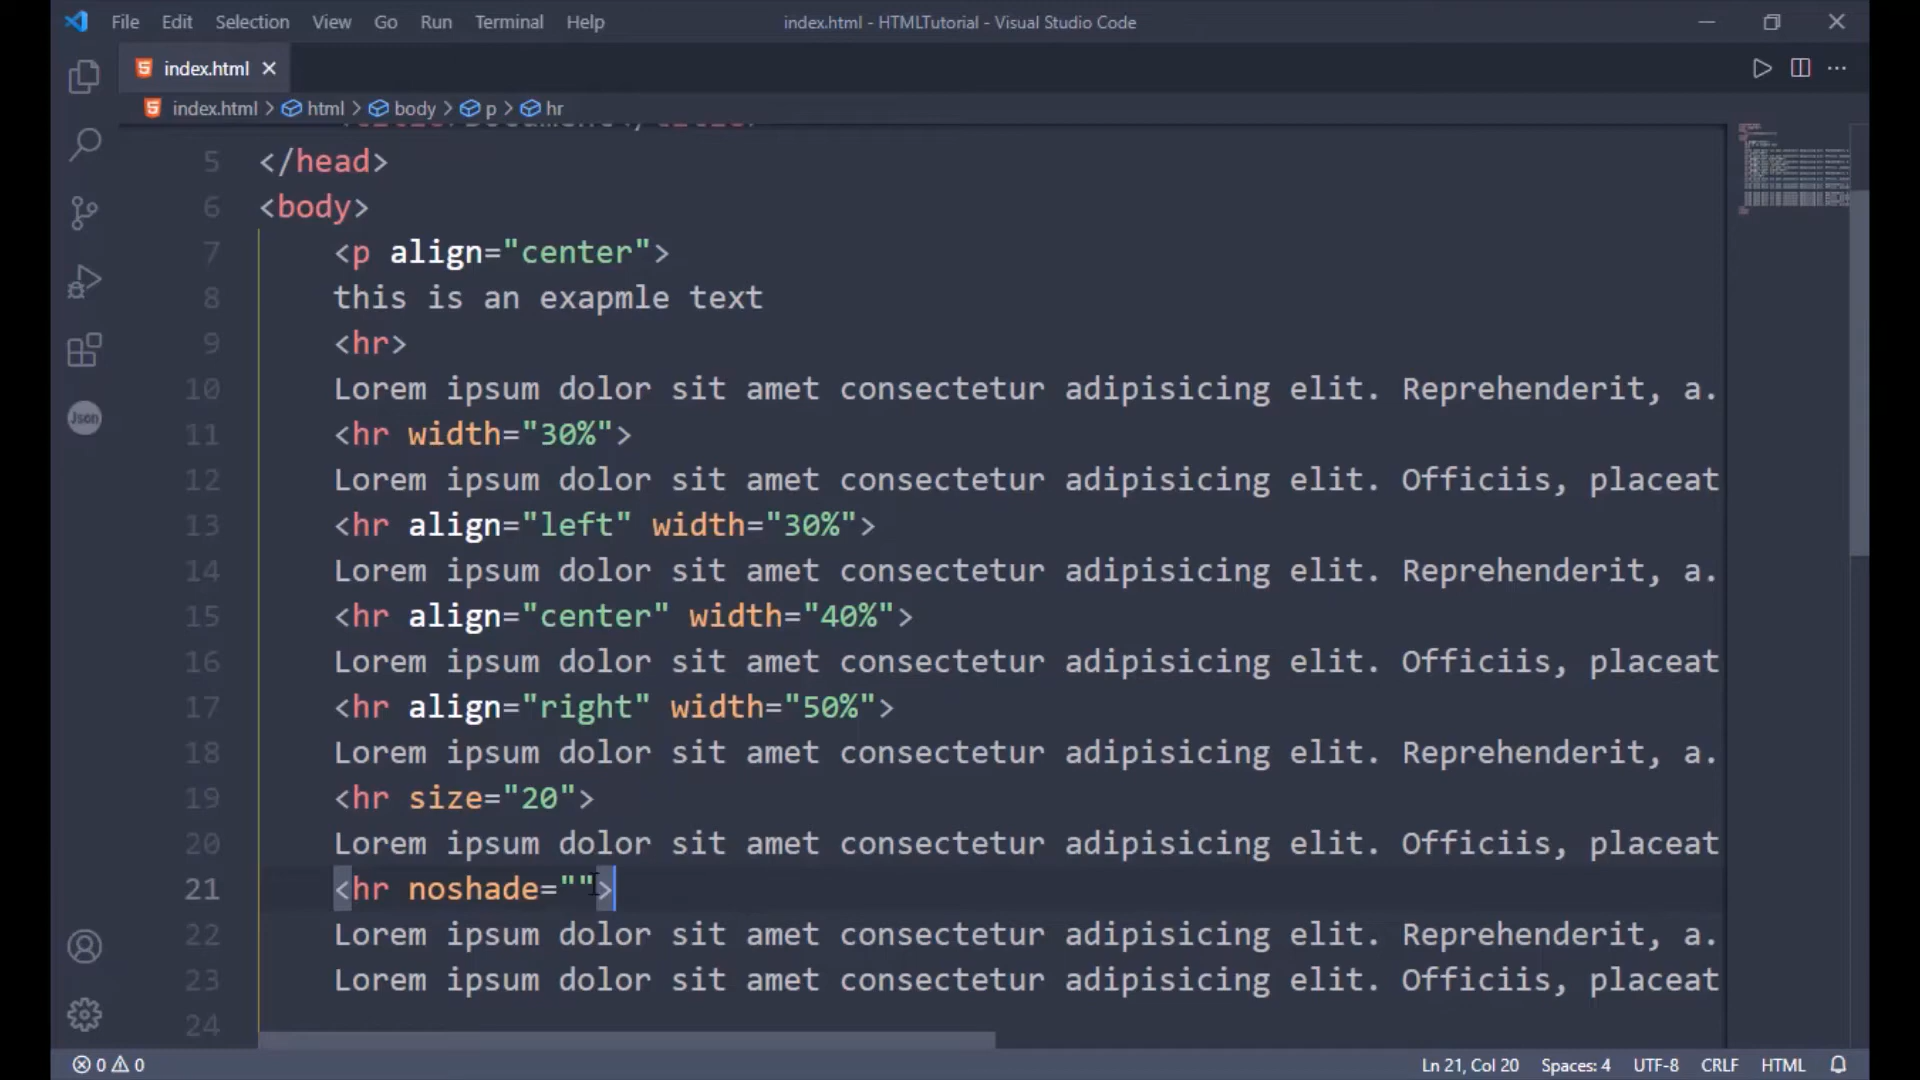 File Edit Selection View Go Run Terminal Help index.html - HTMLTutorial - Visual Studio Code
index.html
index.html > html > body > p > hr
5 </head>
6 <body>
7 <p align="center">
8 this is an exapmle text
9 <hr>
10 Lorem ipsum dolor sit amet consectetur adipisicing elit. Reprehenderit, a.
11 <hr width="30%">
12 Lorem ipsum dolor sit amet consectetur adipisicing elit. Officiis, placeat
13 <hr align="left" width="30%">
14 Lorem ipsum dolor sit amet consectetur adipisicing elit. Reprehenderit, a.
15 <hr align="center" width="40%">
16 Lorem ipsum dolor sit amet consectetur adipisicing elit. Officiis, placeat
17 <hr align="right" width="50%">
18 Lorem ipsum dolor sit amet consectetur adipisicing elit. Reprehenderit, a.
19 <hr size="20">
20 Lorem ipsum dolor sit amet consectetur adipisicing elit. Officiis, placeat
21 <hr noshade="">
22 Lorem ipsum dolor sit amet consectetur adipisicing elit. Reprehenderit, a.
23 Lorem ipsum dolor sit amet consectetur adipisicing elit. Officiis, placeat
24
Json
0 0 Ln 21, Col 20 Spaces: 4 UTF-8 CRLF HTML